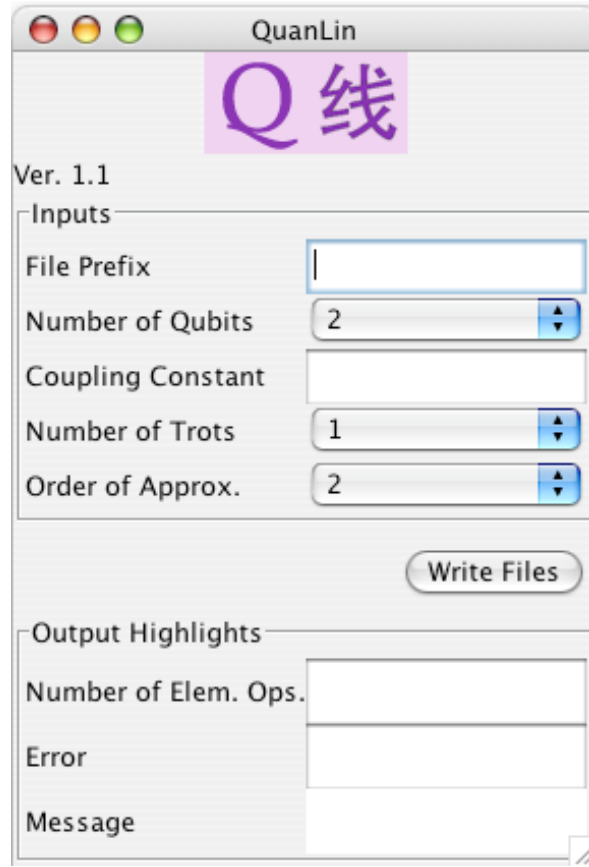 QuanLin
Q 线
Ver. 1.1
Inputs
File Prefix
Number of Qubits 2
Coupling Constant
Number of Trots 1
Order of Approx. 2
Write Files
Output Highlights
Number of Elem. Ops.
Error
Message